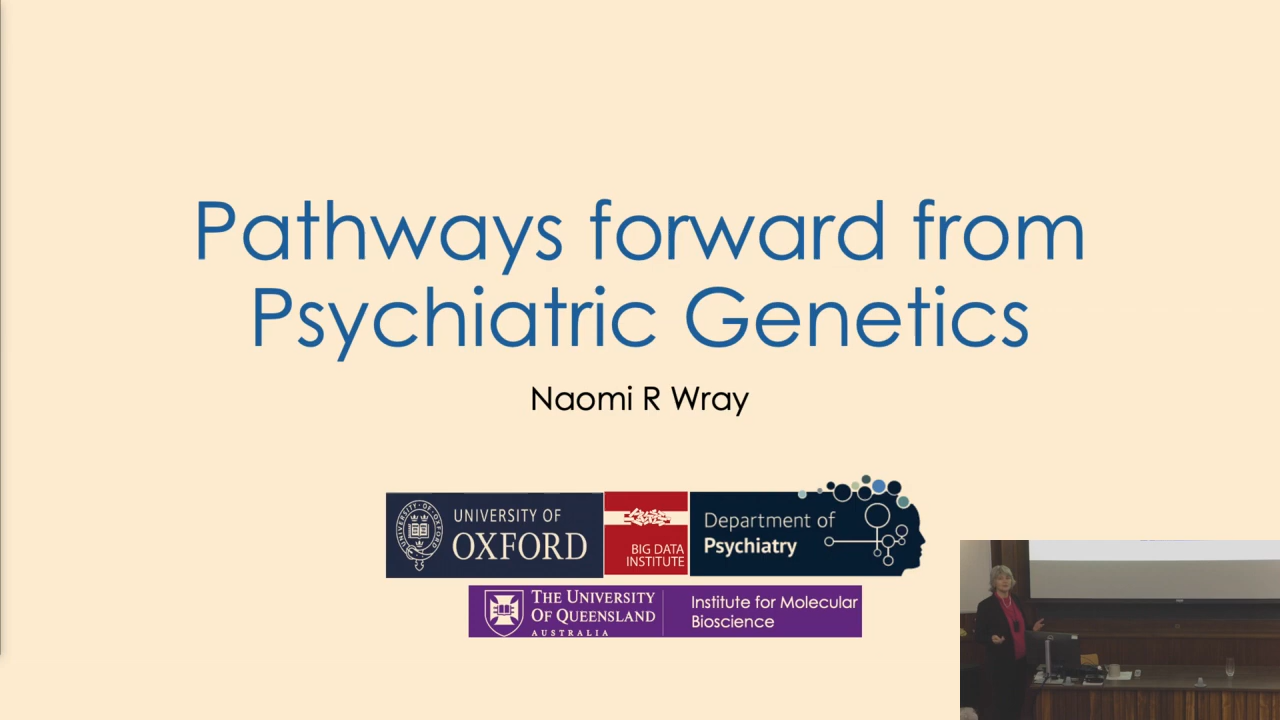 Pathways forward from
Psychiatric Genetics
Naomi R Wray
UNIVERSITY OF
OXFORD
BIG DATA
INSTITUTE
Department of
Psychiatry
THE UNIVERSITY
OF QUEENSLAND
AUSTRALIA
Institute for Molecular
Bioscience